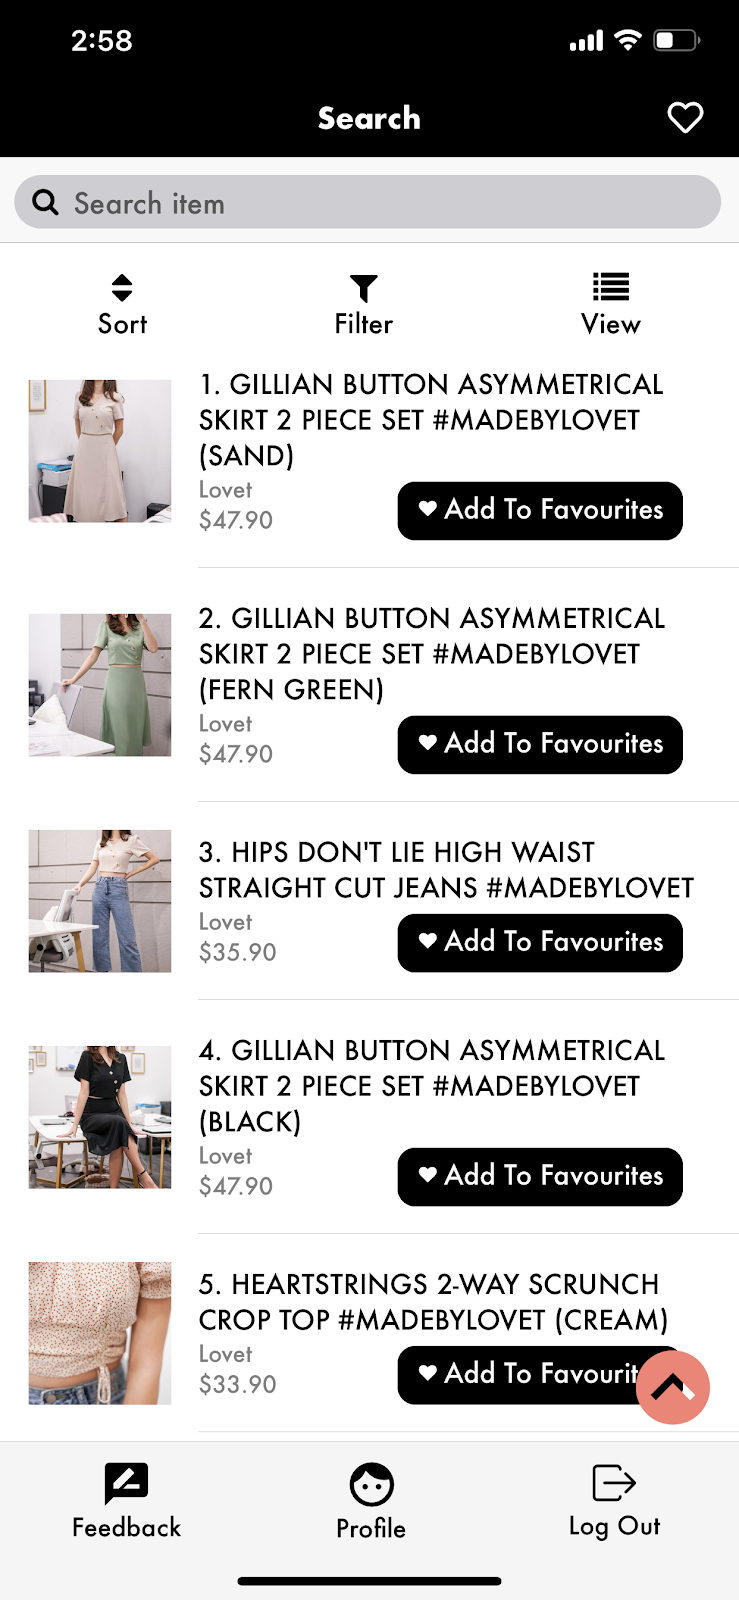 2:58
Search
Search item
Sort
Filter
View
1. GILLIAN BUTTON ASYMMETRICAL
SKIRT 2 PIECE SET #MADEBYLOVET
(SAND)
Lovet
$47.90
Add To Favourites
2. GILLIAN BUTTON ASYMMETRICAL
SKIRT 2 PIECE SET #MADEBYLOVET
(FERN GREEN)
Lovet
$47.90
Add To Favourites
3. HIPS DON'T LIE HIGH WAIST
STRAIGHT CUT JEANS #MADEBYLOVET
Lovet
$35.90
Add To Favourites
4. GILLIAN BUTTON ASYMMETRICAL
SKIRT 2 PIECE SET #MADEBYLOVET
(BLACK)
Lovet
$47.90
Add To Favourites
5. HEARTSTRINGS 2-WAY SCRUNCH
CROP TOP #MADEBYLOVET (CREAM)
Lovet
$33.90
Add To Favourit
Feedback
Profile
Log Out